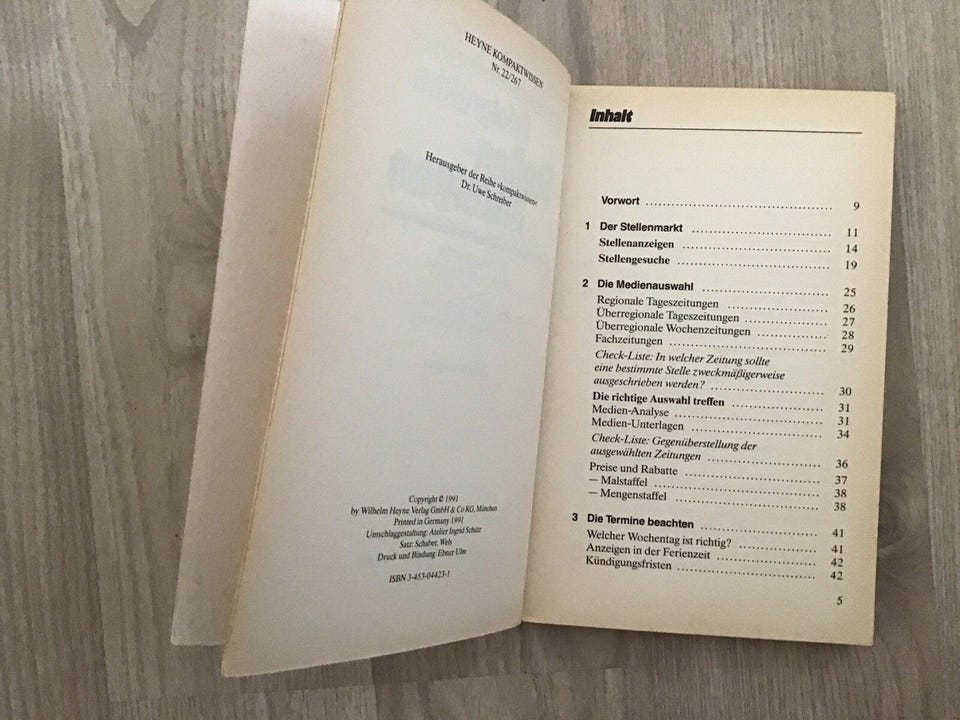 HEYNE KOMPAKTWISSEN
Nr. 22/267
Herausgeber der Reihe »kompaktwissen«:
Dr. Uwe Schreiber
Copyright © 1991
by Wilhelm Heyne Verlag GmbH & Co KG, München
Printed in Germany 1991
Umschlaggestaltung: Atelier Ingrid Schütz
Satz: Schaber, Wels
Druck und Bindung: Ebner Ulm
ISBN 3-453-04423-1
Inhalt
Vorwort 9
1 Der Stellenmarkt 11
Stellenanzeigen 14
Stellengesuche 19
2 Die Medienauswahl 25
Regionale Tageszeitungen 26
Überregionale Tageszeitungen 27
Überregionale Wochenzeitungen 28
Fachzeitungen 29
Check-Liste: In welcher Zeitung sollte
eine bestimmte Stelle zweckmäßigerweise
ausgeschrieben werden? 30
Die richtige Auswahl treffen 31
Medien-Analyse 31
Medien-Unterlagen 34
Check-Liste: Gegenüberstellung der
ausgewählten Zeitungen 36
Preise und Rabatte 37
— Malstaffel 38
— Mengenstaffel 38
3 Die Termine beachten 41
Welcher Wochentag ist richtig? 41
Anzeigen in der Ferienzeit 42
Kündigungsfristen 42
5